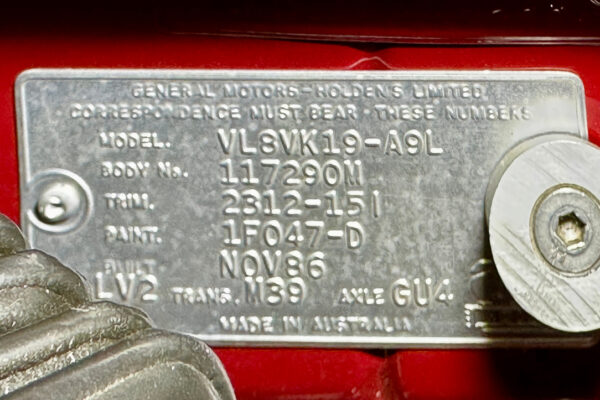 GENERAL MOTORS-HOLDEN'S LIMITED
CORRESPONDENCE MUST BEAR THESE NUMBERS
MODEL. VL8VK19-A9L
BODY No. 117290M
TRIM. 2312-151
PAINT. 1F047-D
BUILT NOV86
LV2 TRANS. M39 AXLE GU4
MADE IN AUSTRALIA